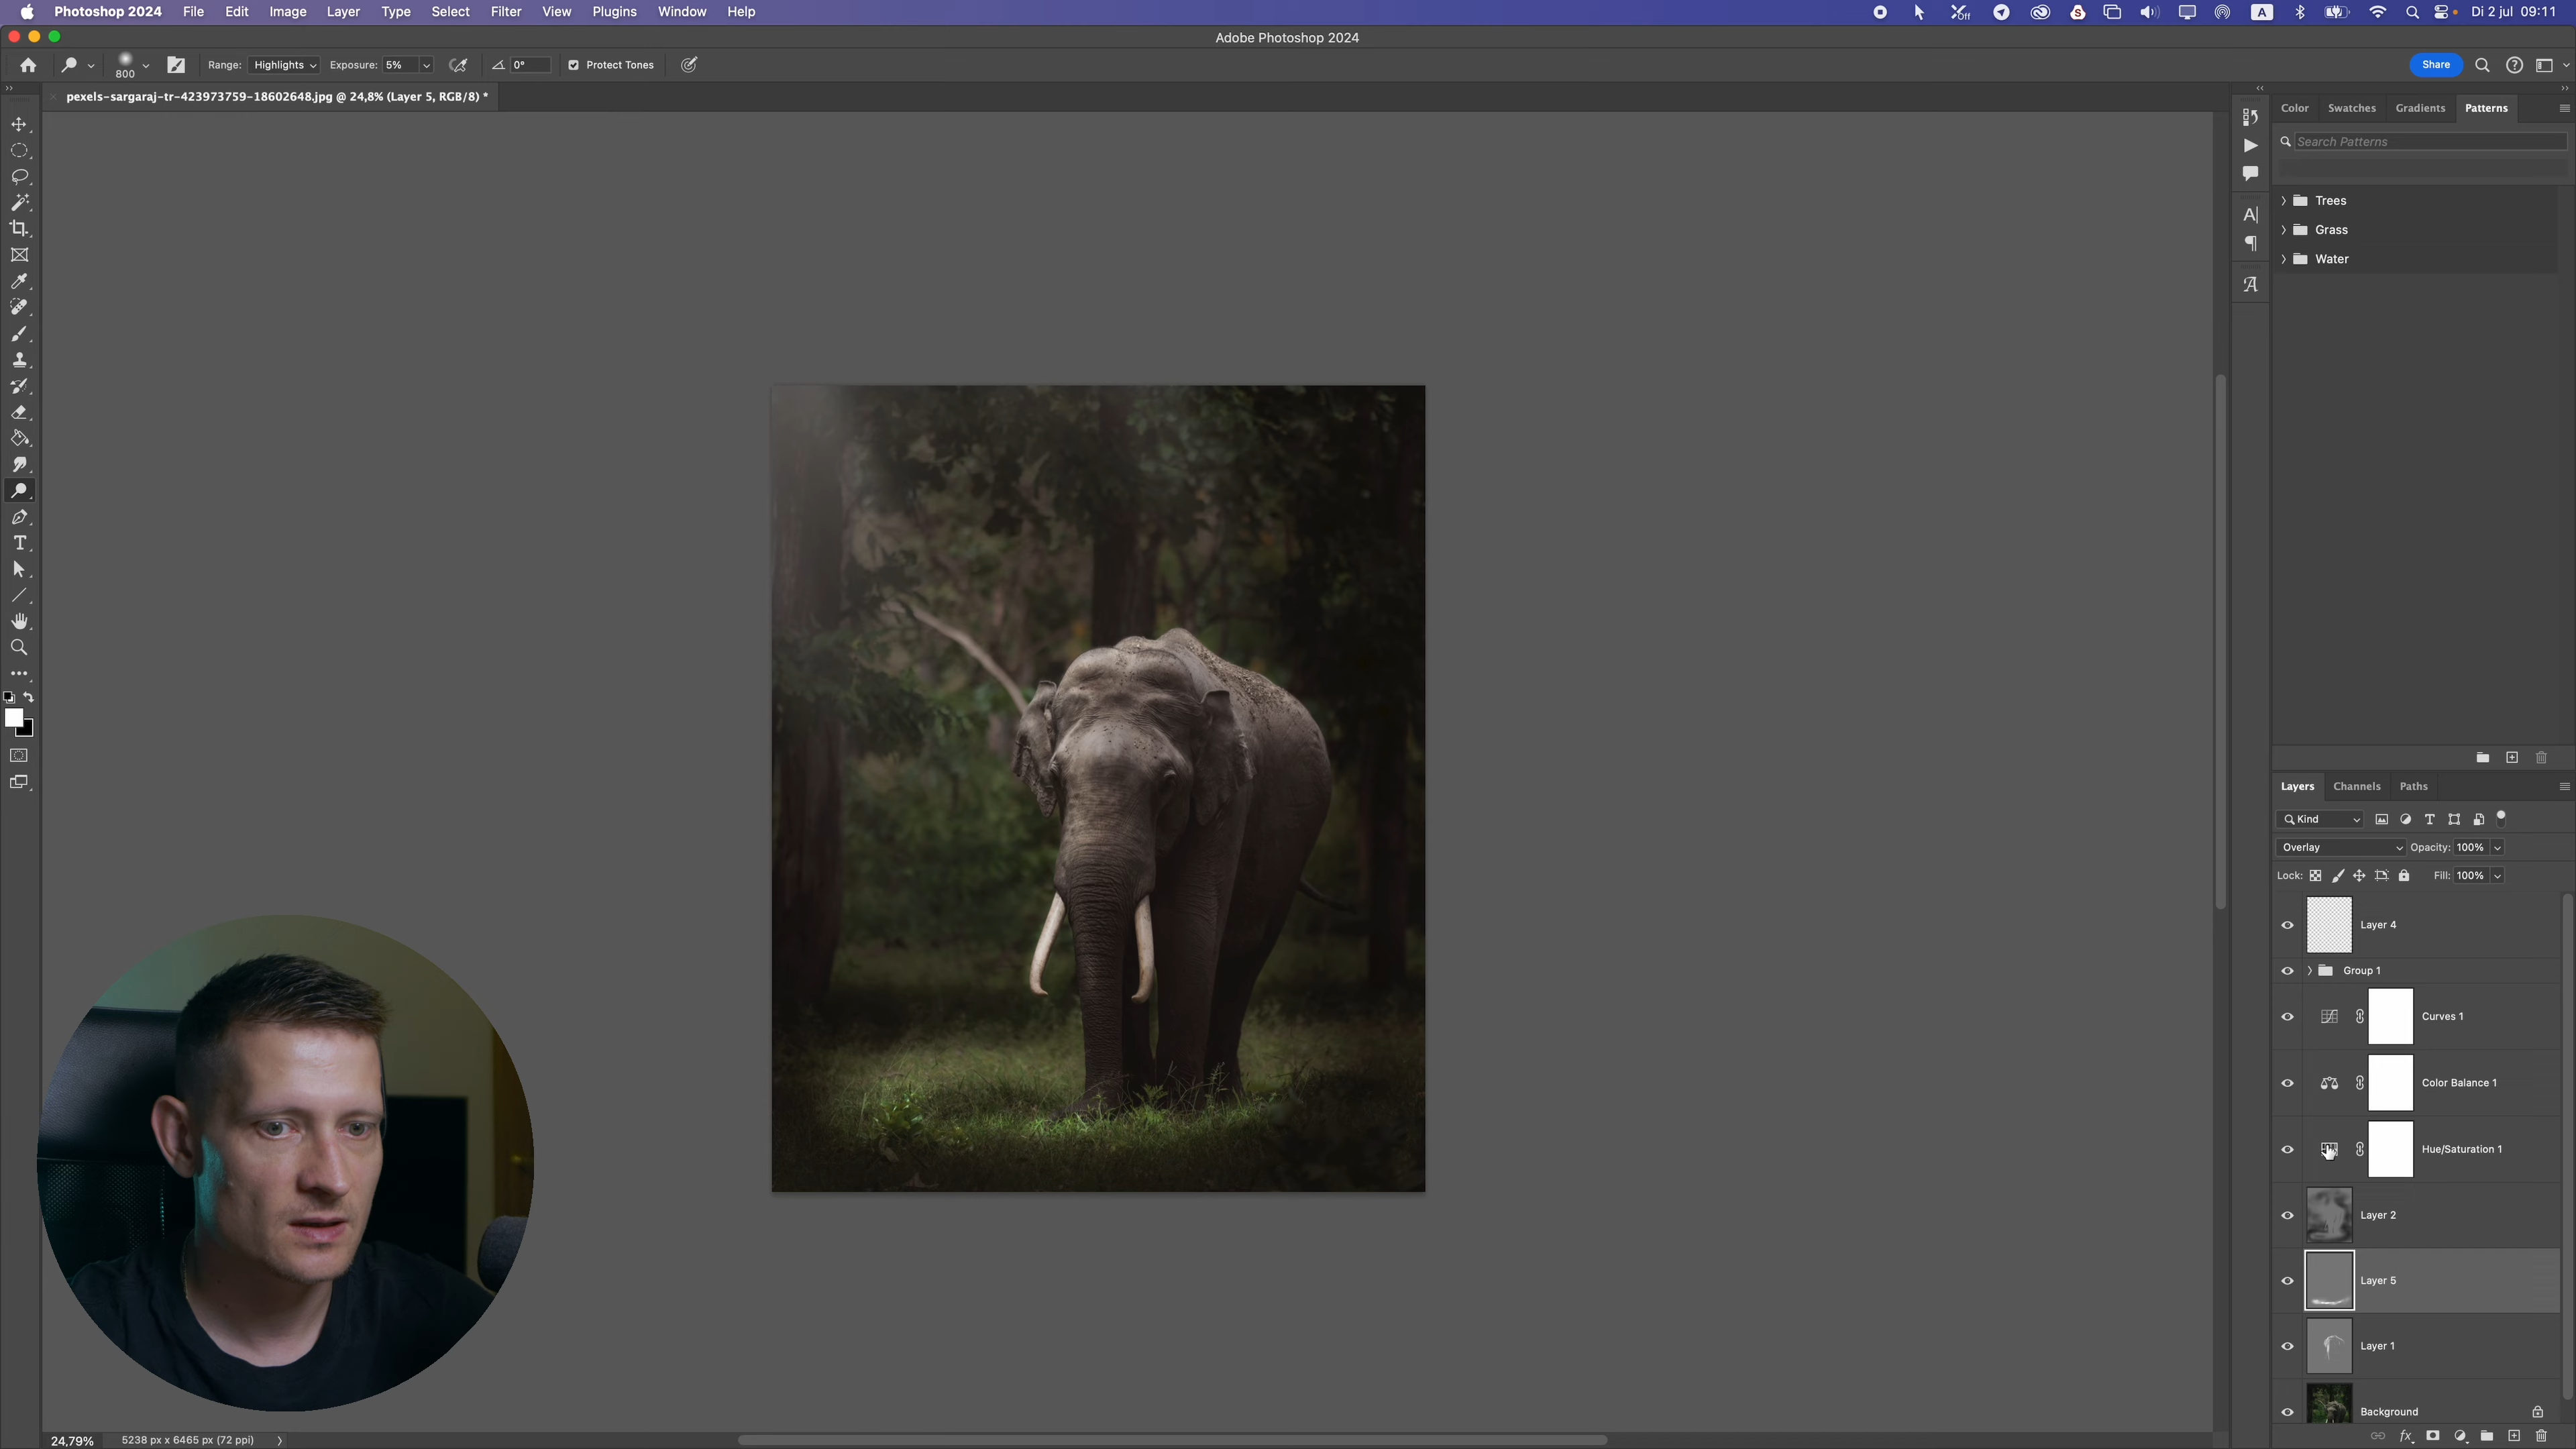 Photoshop 2024 File Edit Image Layer Type Select Filter View Plugins Window Help Off A Di 2 jul 09:11
Adobe Photoshop 2024
800 Range: Highlights Exposure: 5% 0° Protect Tones Share
pexels-sargaraj-tr-423973759-18602648.jpg @ 24,8% (Layer 5, RGB/8) *
Color Swatches Gradients Patterns
Search Patterns
Trees
Grass
Water
Layers Channels Paths
Kind
Overlay Opacity: 100%
Lock: Fill: 100%
Layer 4
Group 1
Curves 1
Color Balance 1
Hue/Saturation 1
Layer 2
Layer 5
Layer 1
Background
24,79% 5238 px x 6465 px (72 ppi)